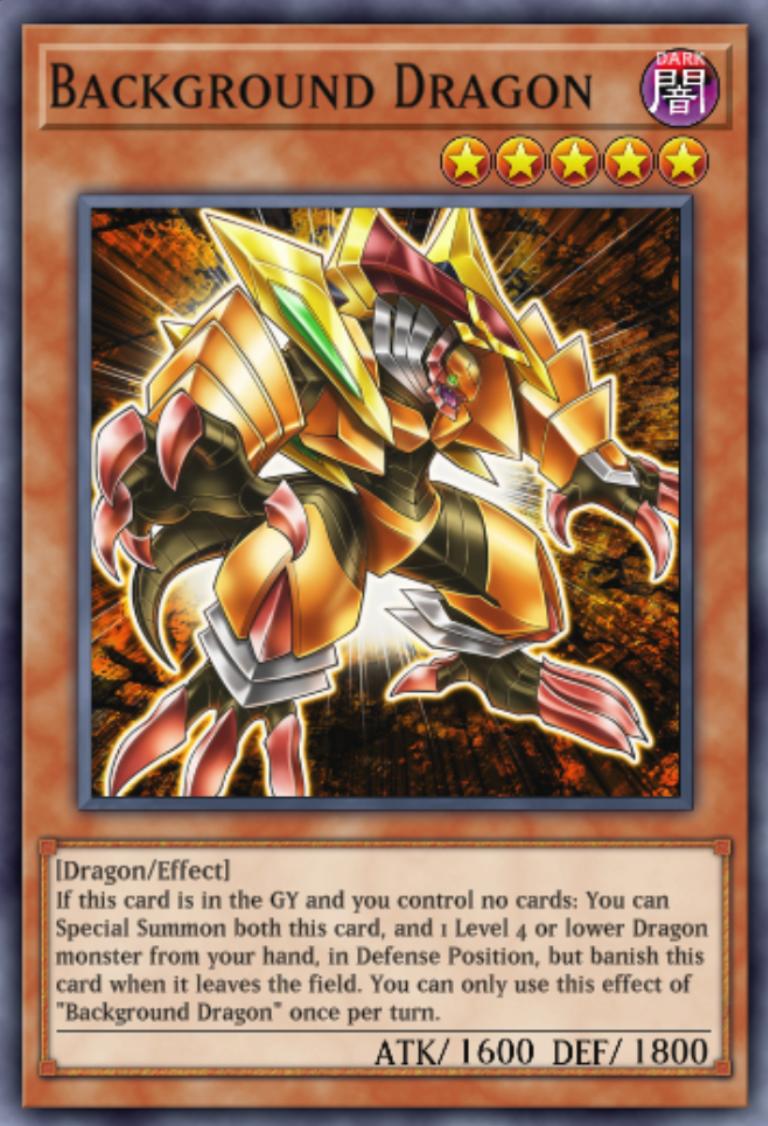 Background Dragon
DARK
闇
[Dragon/Effect]
If this card is in the GY and you control no cards: You can
Special Summon both this card, and 1 Level 4 or lower Dragon
monster from your hand, in Defense Position, but banish this
card when it leaves the field. You can only use this effect of
"Background Dragon" once per turn.
ATK/ 1600 DEF/ 1800